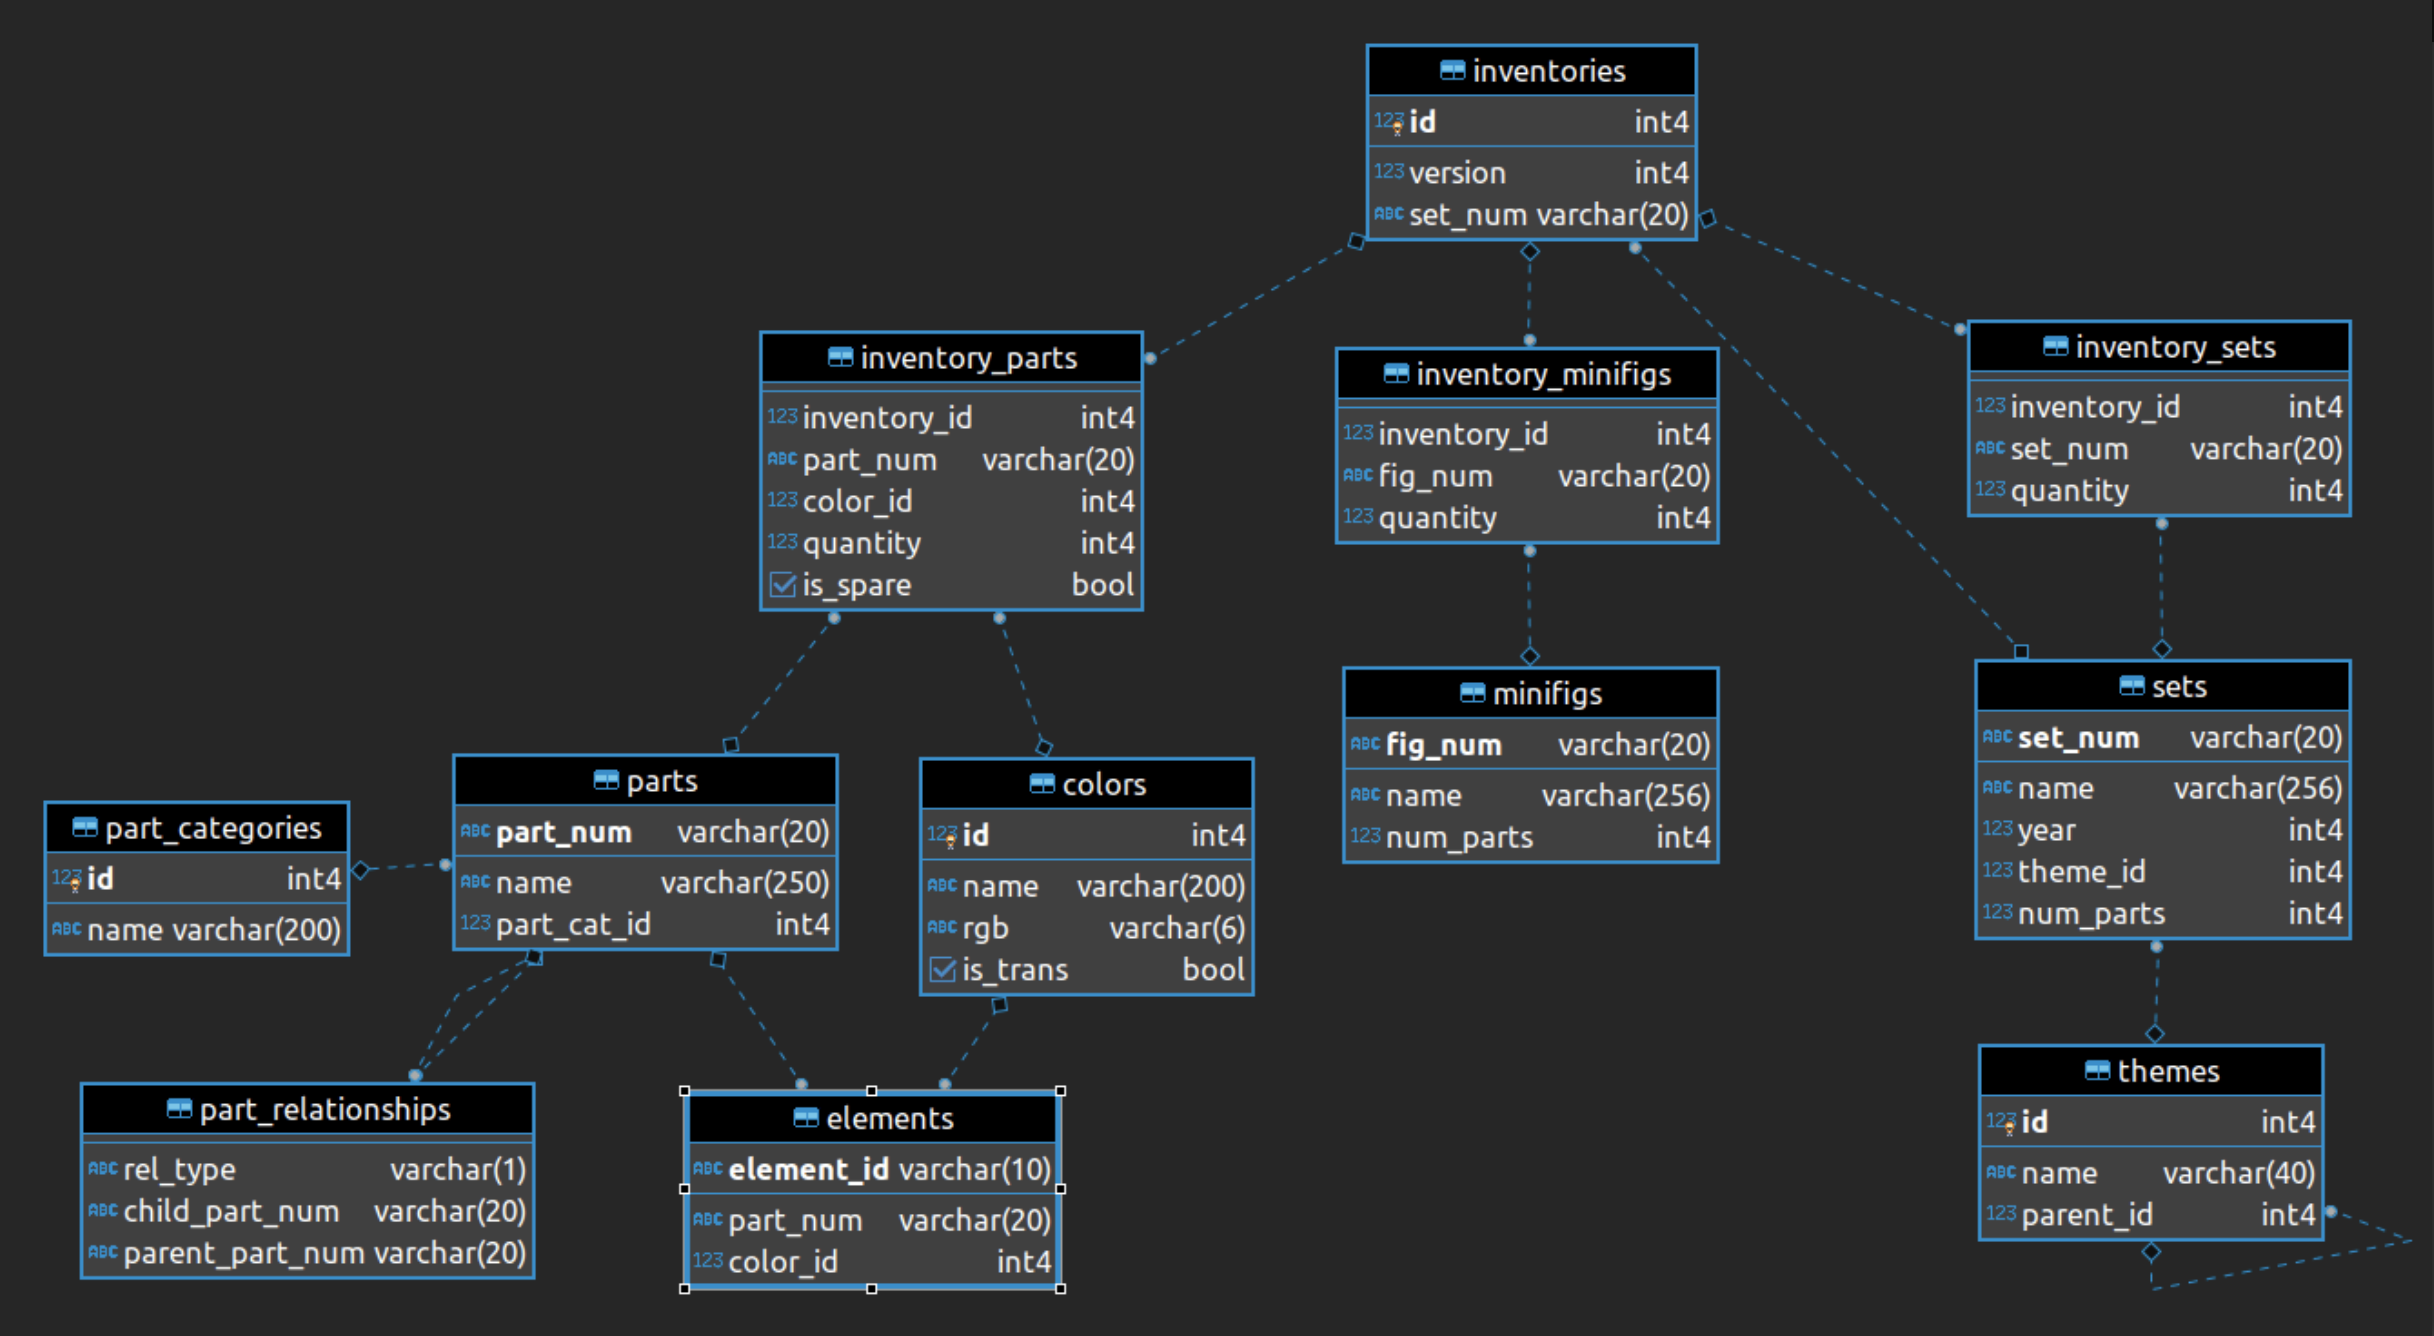 inventories
123 id int4
123 version int4
ABC set_num varchar(20)
inventory_parts
123 inventory_id int4
ABC part_num varchar(20)
123 color_id int4
123 quantity int4
is_spare bool
inventory_minifigs
123 inventory_id int4
ABC fig_num varchar(20)
123 quantity int4
inventory_sets
123 inventory_id int4
ABC set_num varchar(20)
123 quantity int4
part_categories
123 id int4
ABC name varchar(200)
parts
ABC part_num varchar(20)
ABC name varchar(250)
123 part_cat_id int4
colors
123 id int4
ABC name varchar(200)
ABC rgb varchar(6)
is_trans bool
minifigs
ABC fig_num varchar(20)
ABC name varchar(256)
123 num_parts int4
sets
ABC set_num varchar(20)
ABC name varchar(256)
123 year int4
123 theme_id int4
123 num_parts int4
part_relationships
ABC rel_type varchar(1)
ABC child_part_num varchar(20)
ABC parent_part_num varchar(20)
elements
ABC element_id varchar(10)
ABC part_num varchar(20)
123 color_id int4
themes
123 id int4
ABC name varchar(40)
123 parent_id int4